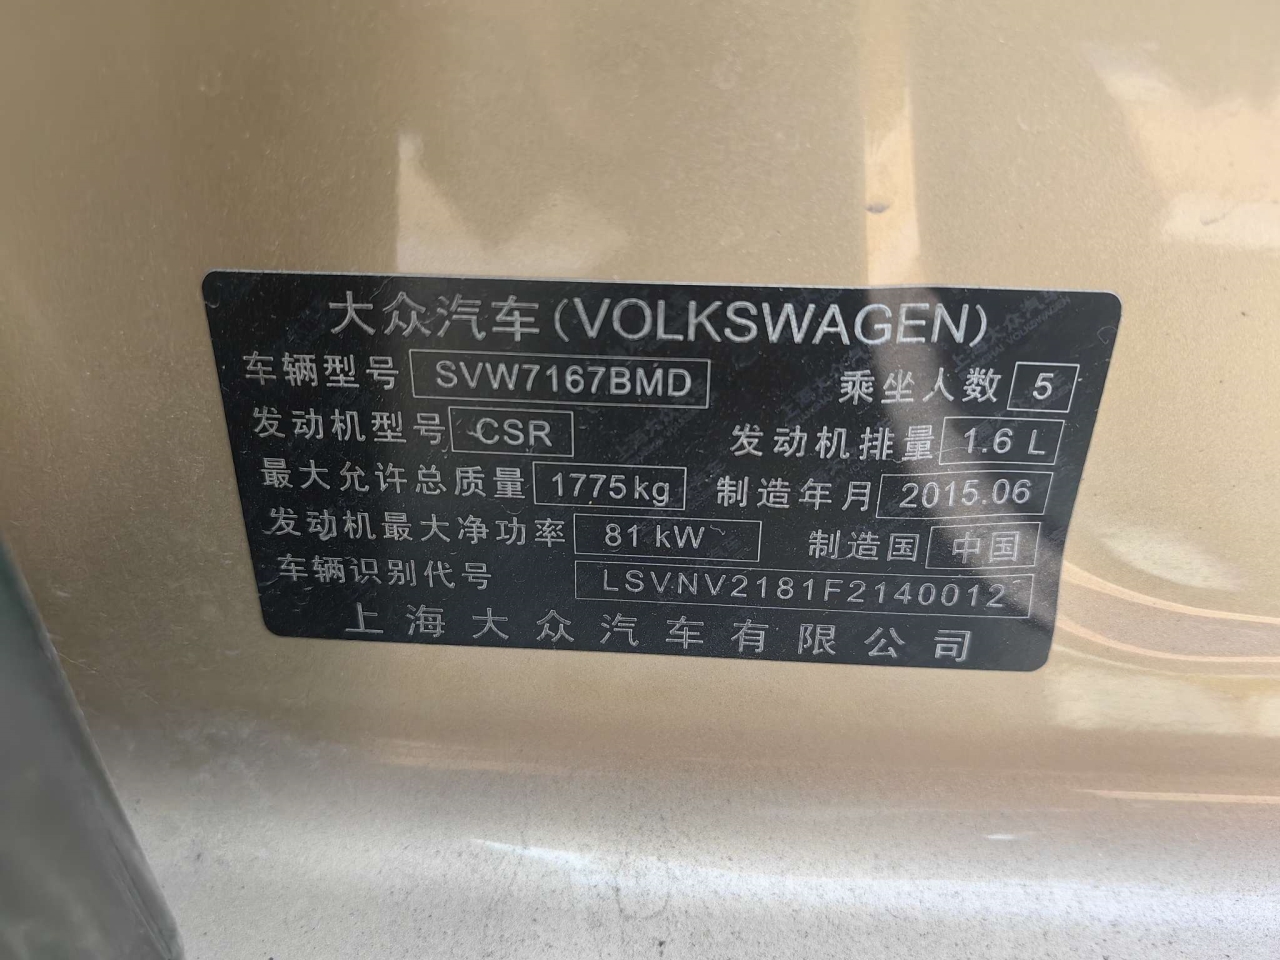 大众汽车(VOLKSWAGEN)
车辆型号 SVW7167BMD 乘坐人数 5
发动机型号 CSR 发动机排量 1.6 L
最大允许总质量 1775kg 制造年月 2015.06
发动机最大净功率 81 kW 制造国 中国
车辆识别代号 LSVNV2181F2140012
上海大众汽车有限公司